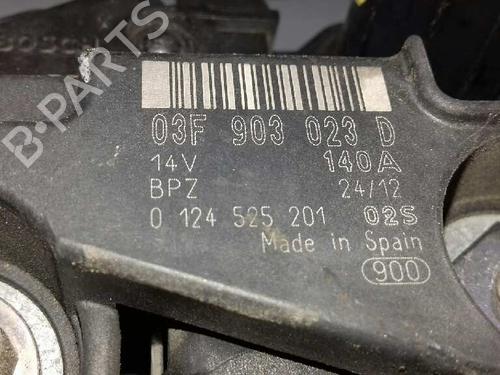 B-PARTS
03F 903 023 D
14V 140A
BPZ 24/12
0 124 525 201 02S
Made in Spain
900